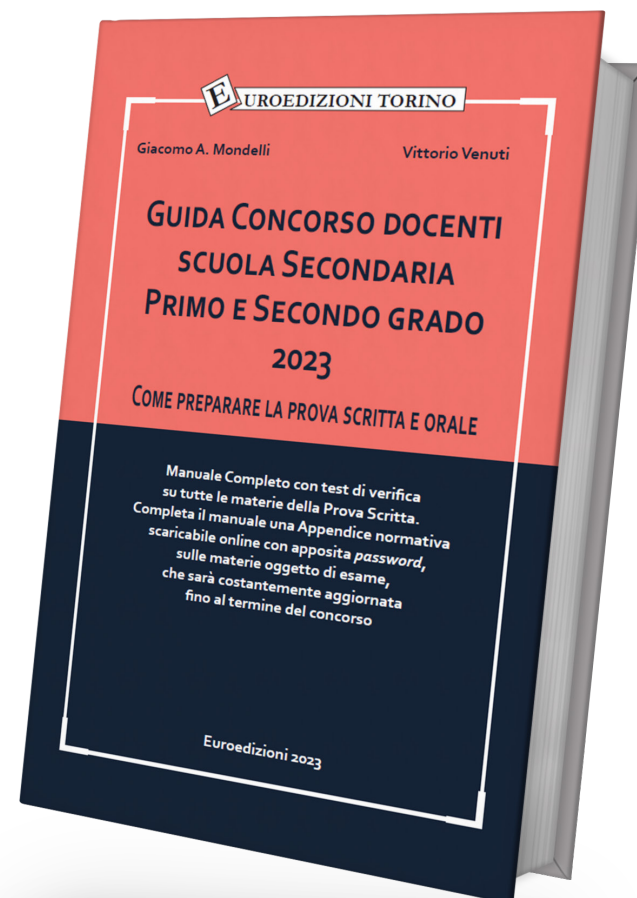 EUROEDIZIONI TORINO
Giacomo A. Mondelli Vittorio Venuti
GUIDA CONCORSO DOCENTI
SCUOLA SECONDARIA
PRIMO E SECONDO GRADO
2023
COME PREPARARE LA PROVA SCRITTA E ORALE
Manuale Completo con test di verifica
su tutte le materie della Prova Scritta.
Completa il manuale una Appendice normativa
scaricabile online con apposita password,
sulle materie oggetto di esame,
che sarà costantemente aggiornata
fino al termine del concorso
Euroedizioni 2023